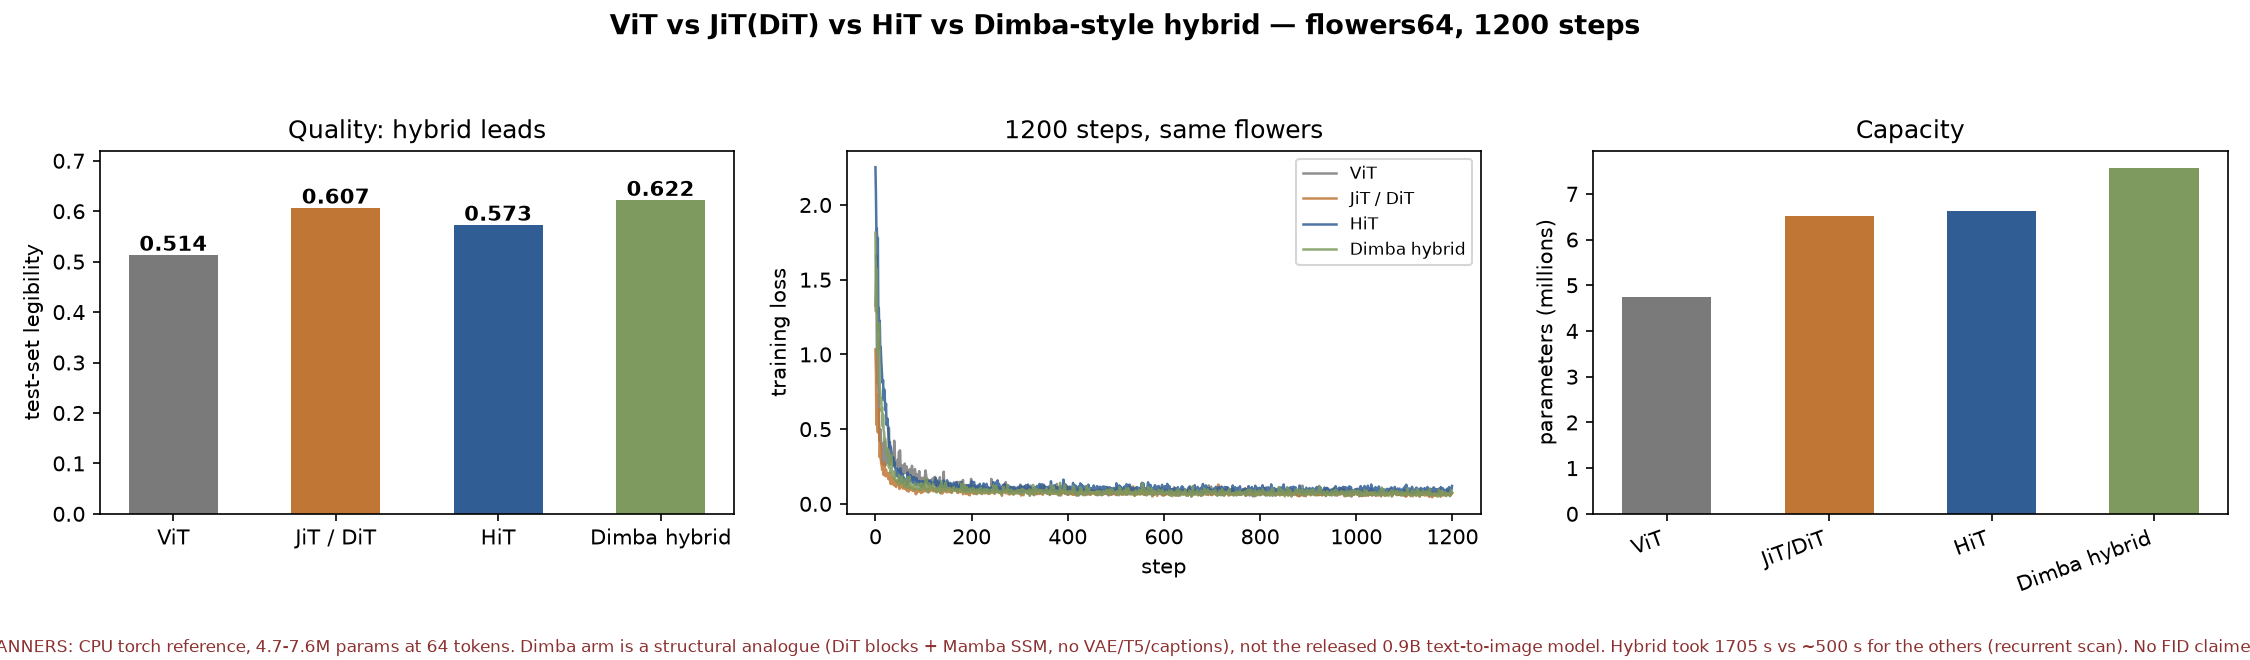 ViT vs JiT(DiT) vs HiT vs Dimba-style hybrid — flowers64, 1200 steps
Quality: hybrid leads
test-set legibility
0.7
0.6
0.5
0.4
0.3
0.2
0.1
0.0
0.514
0.607
0.573
0.622
ViT
JiT / DiT
HiT
Dimba hybrid
1200 steps, same flowers
training loss
2.0
1.5
1.0
0.5
0.0
ViT
JiT / DiT
HiT
Dimba hybrid
0
200
400
600
800
1000
1200
step
Capacity
parameters (millions)
7
6
5
4
3
2
1
0
ViT
JiT/DiT
HiT
Dimba hybrid
ANNERS: CPU torch reference, 4.7-7.6M params at 64 tokens. Dimba arm is a structural analogue (DiT blocks + Mamba SSM, no VAE/T5/captions), not the released 0.9B text-to-image model. Hybrid took 1705 s vs ~500 s for the others (recurrent scan). No FID claime